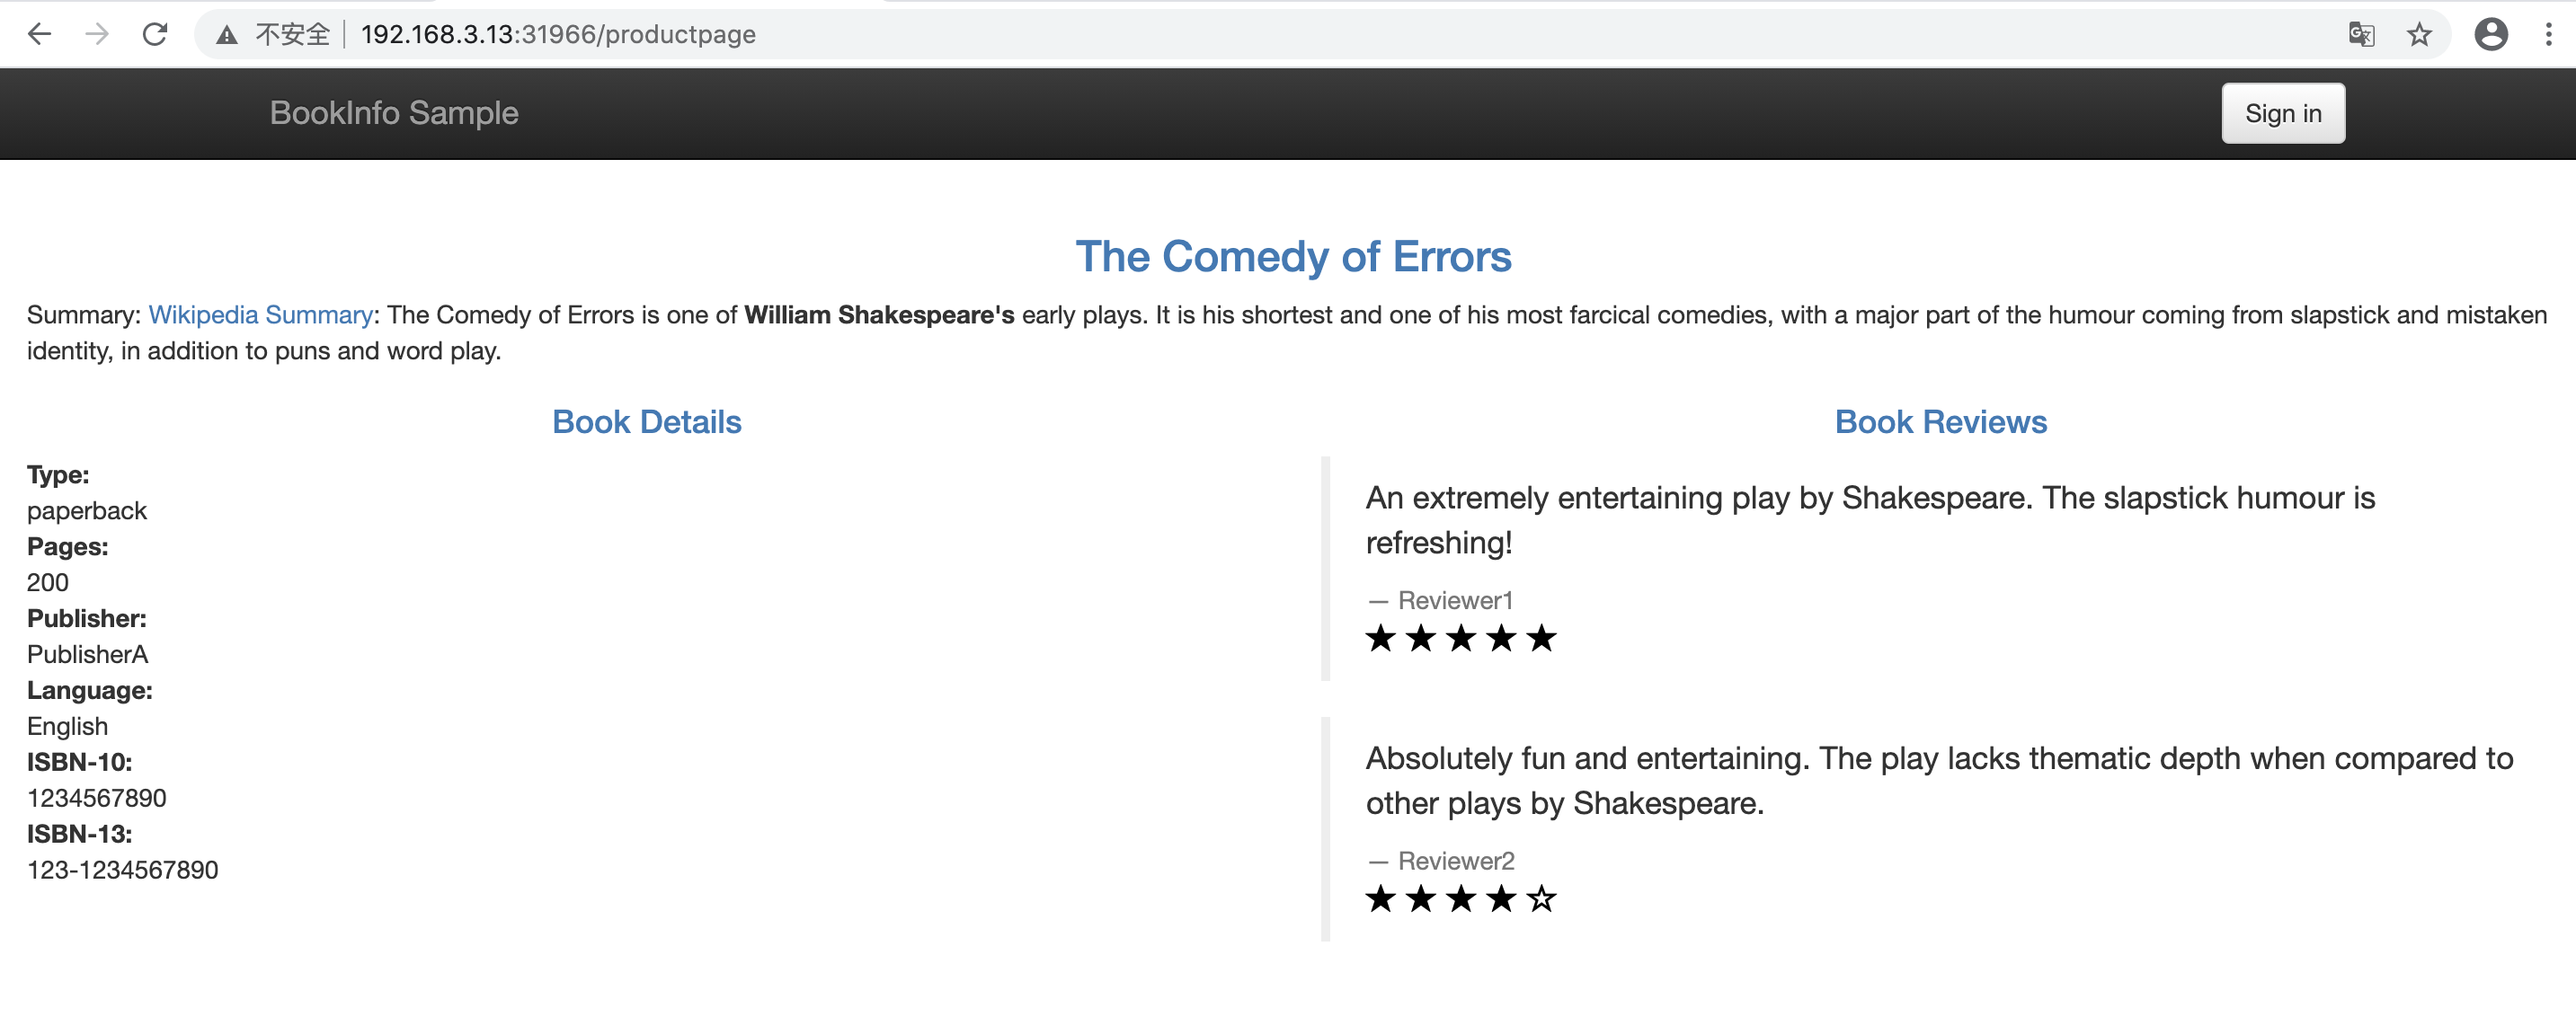 不安全 192.168.3.13:31966/productpage
BookInfo Sample
Sign in
The Comedy of Errors
Summary: Wikipedia Summary: The Comedy of Errors is one of William Shakespeare's early plays. It is his shortest and one of his most farcical comedies, with a major part of the humour coming from slapstick and mistaken
identity, in addition to puns and word play.
Book Details
Type:
paperback
Pages:
200
Publisher:
PublisherA
Language:
English
ISBN-10:
1234567890
ISBN-13:
123-1234567890
Book Reviews
An extremely entertaining play by Shakespeare. The slapstick humour is
refreshing!
— Reviewer1
★★★★★
Absolutely fun and entertaining. The play lacks thematic depth when compared to
other plays by Shakespeare.
— Reviewer2
★★★★☆